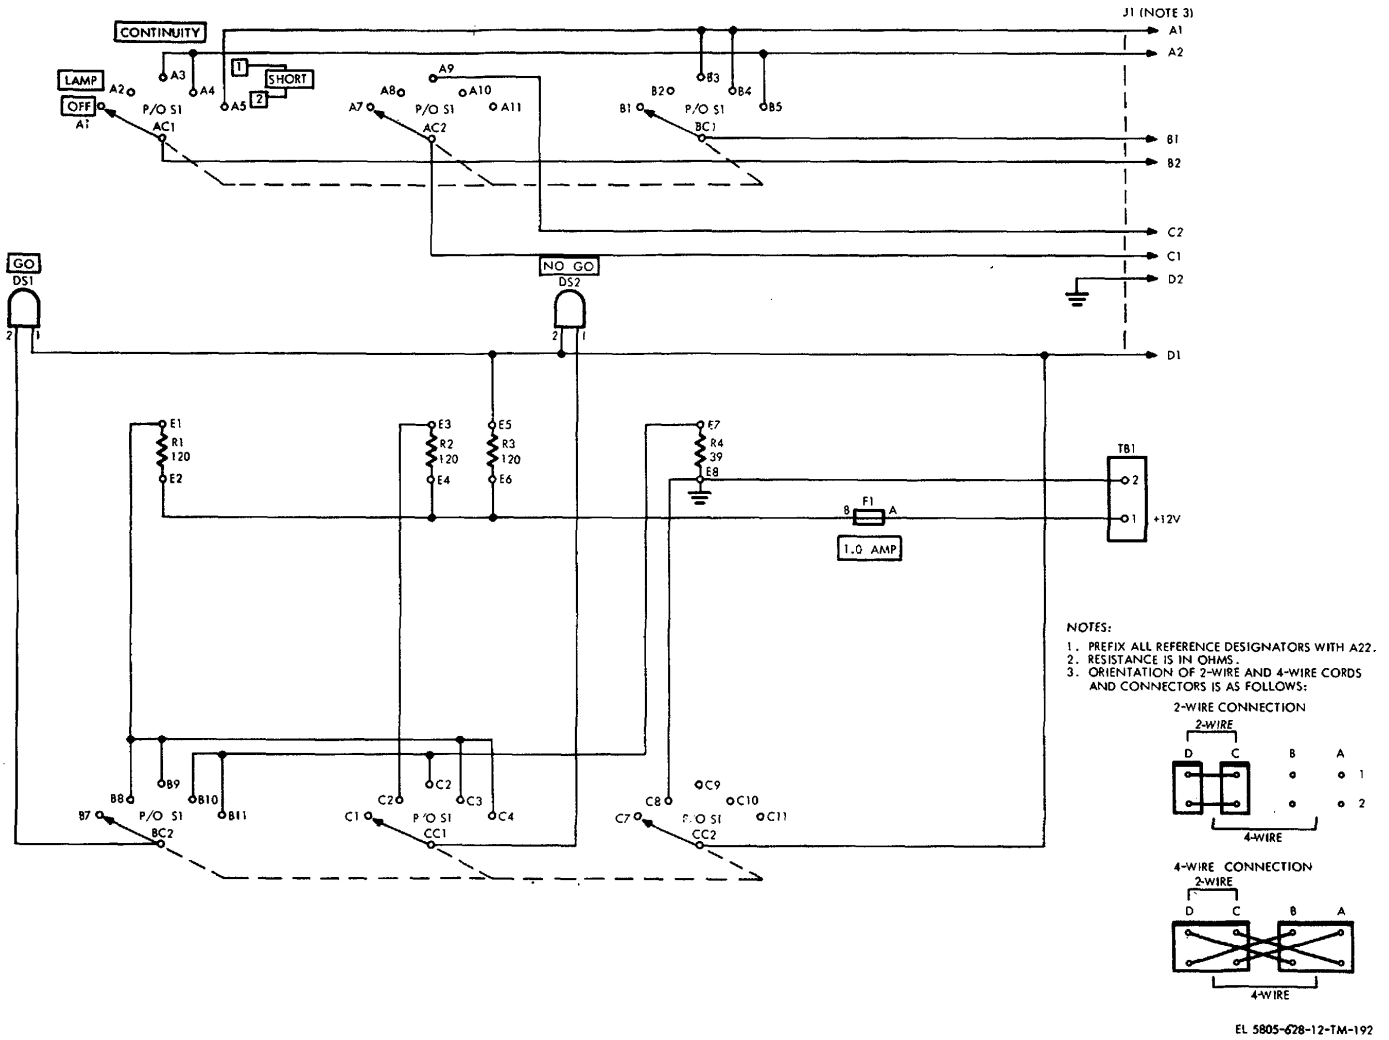 J1 (NOTE 3)
CONTINUITY
A1
A2
LAMP
A2
A3
A4
1
SHORT
2
A9
A8
A10
B3
B2
B4
OFF
A1
P/O S1
A5
A7
P/O S1
A11
B1
P/O S1
B5
AC1
AC2
BC1
B1
B2
C2
C1
GO
DS1
NO GO
DS2
D2
2
1
2
1
D1
E1
R1
120
E2
E3
R2
120
E4
E5
R3
120
E6
E7
R4
39
E8
TB1
2
1
+12V
B
F1
A
1.0 AMP
NOTES:
1. PREFIX ALL REFERENCE DESIGNATORS WITH A22.
2. RESISTANCE IS IN OHMS.
3. ORIENTATION OF 2-WIRE AND 4-WIRE CORDS
AND CONNECTORS IS AS FOLLOWS:
2-WIRE CONNECTION
2-WIRE
D C B A
1
2
4-WIRE
B9
B8
B10
B7
P/O S1
B11
BC2
C2
C2
C3
C1
P/O S1
C4
CC1
C9
C8
C10
C7
P/O S1
C11
CC2
4-WIRE CONNECTION
2-WIRE
D C B A
4-WIRE
EL 5805-628-12-TM-192